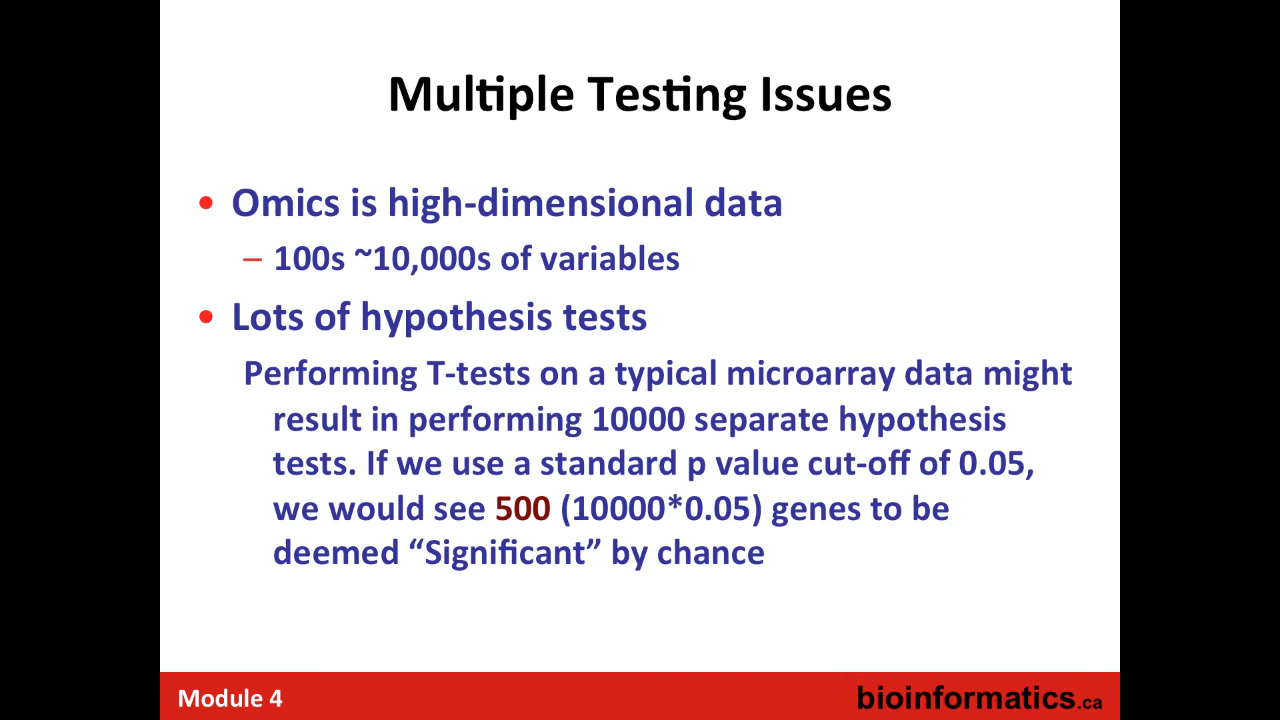 Multiple Testing Issues
• Omics is high-dimensional data
– 100s ~10,000s of variables
• Lots of hypothesis tests
Performing T-tests on a typical microarray data might
result in performing 10000 separate hypothesis
tests. If we use a standard p value cut-off of 0.05,
we would see 500 (10000*0.05) genes to be
deemed “Significant” by chance
Module 4
bioinformatics.ca